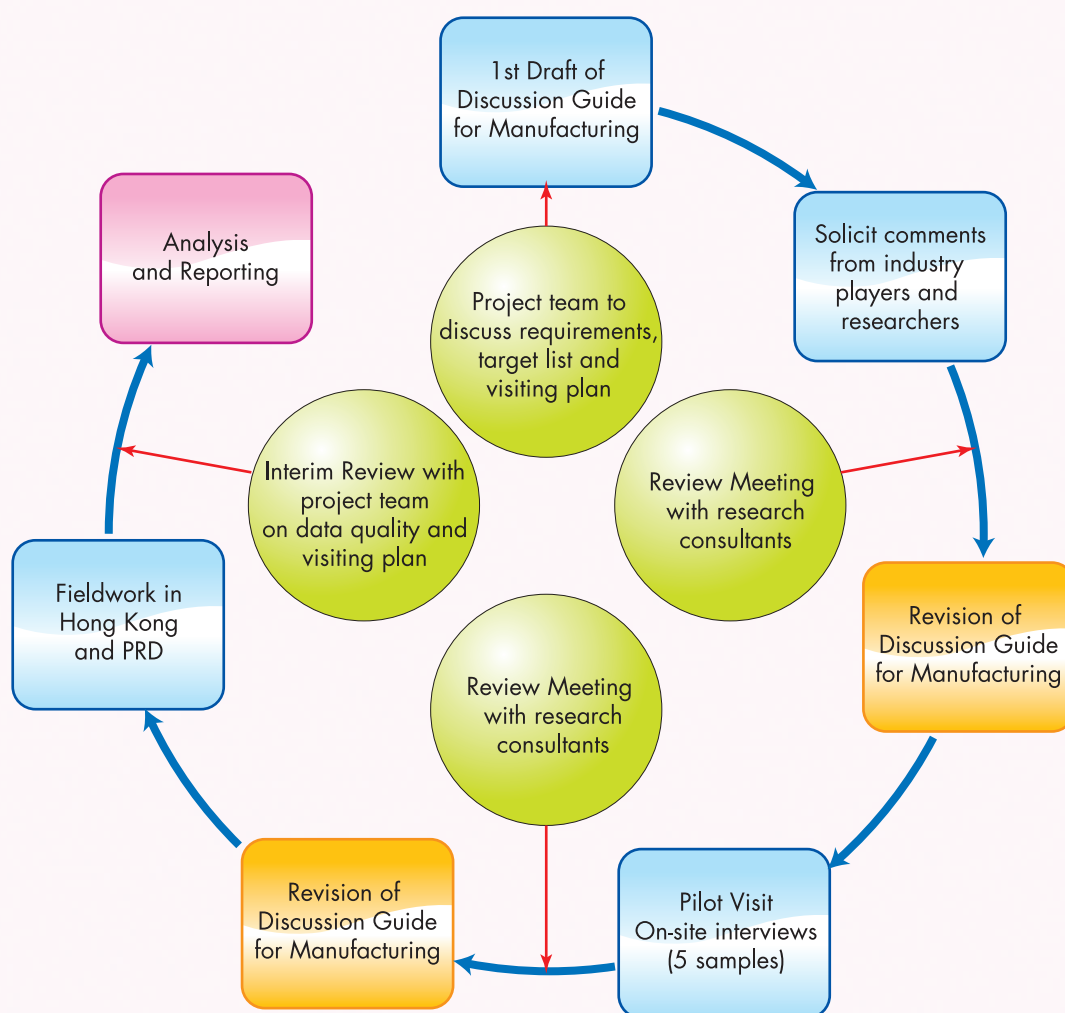 1st Draft of
Discussion Guide
for Manufacturing
Solicit comments
from industry
players and
researchers
Revision of
Discussion Guide
for Manufacturing
Pilot Visit
On-site interviews
(5 samples)
Revision of
Discussion Guide
for Manufacturing
Fieldwork in
Hong Kong
and PRD
Analysis
and Reporting
Project team to
discuss requirements,
target list and
visiting plan
Review Meeting
with research
consultants
Review Meeting
with research
consultants
Interim Review with
project team
on data quality and
visiting plan